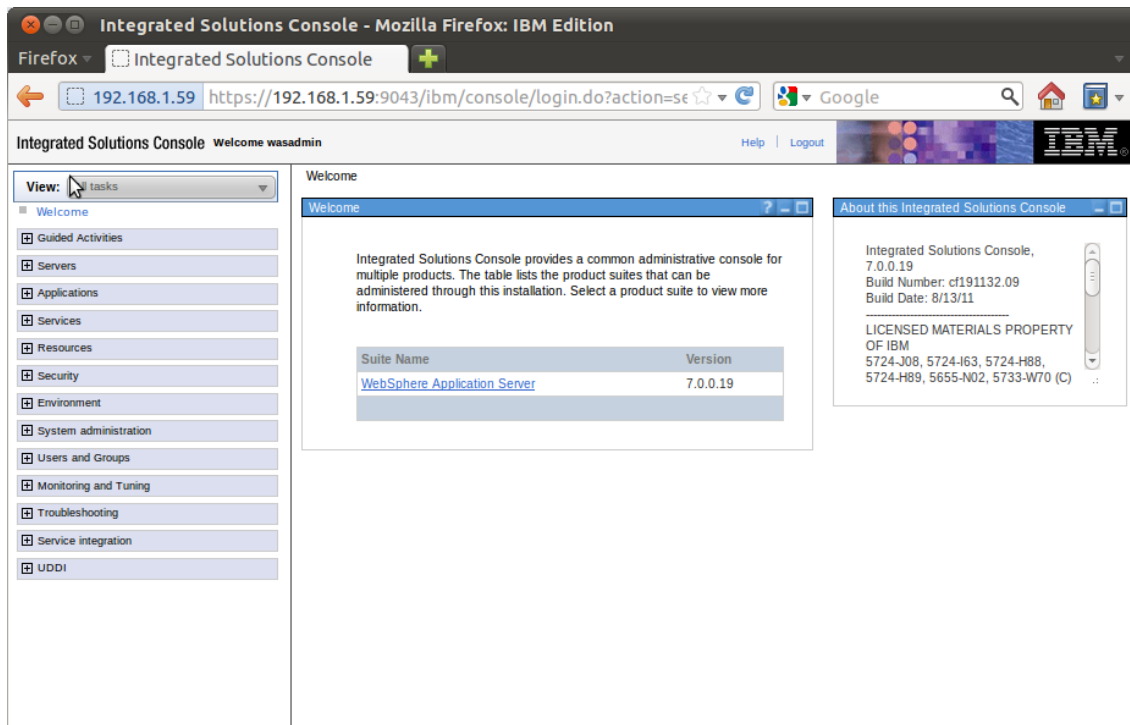 Integrated Solutions Console - Mozilla Firefox: IBM Edition
Firefox
Integrated Solutions Console
192.168.1.59 https://192.168.1.59:9043/ibm/console/login.do?action=se
Google
Integrated Solutions Console Welcome wasadmin
Help
Logout
IBM
View: tasks
Welcome
Guided Activities
Servers
Applications
Services
Resources
Security
Environment
System administration
Users and Groups
Monitoring and Tuning
Troubleshooting
Service integration
UDDI
Welcome
Welcome
Integrated Solutions Console provides a common administrative console for
multiple products. The table lists the product suites that can be
administered through this installation. Select a product suite to view more
information.
Suite Name Version
WebSphere Application Server 7.0.0.19
About this Integrated Solutions Console
Integrated Solutions Console,
7.0.0.19
Build Number: cf191132.09
Build Date: 8/13/11
----------------------------------------
LICENSED MATERIALS PROPERTY
OF IBM
5724-J08, 5724-I63, 5724-H88,
5724-H89, 5655-N02, 5733-W70 (C)